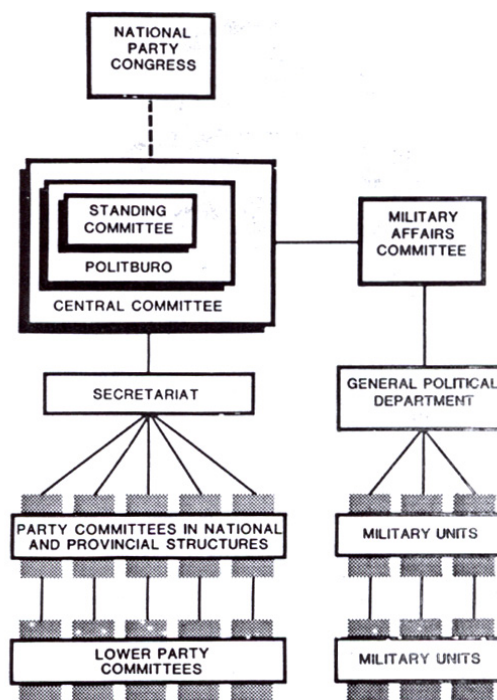 NATIONAL
PARTY
CONGRESS
STANDING
COMMITTEE
POLITBURO
CENTRAL COMMITTEE
MILITARY
AFFAIRS
COMMITTEE
SECRETARIAT
GENERAL POLITICAL
DEPARTMENT
PARTY COMMITTEES IN NATIONAL
AND PROVINCIAL STRUCTURES
MILITARY UNITS
LOWER PARTY
COMMITTEES
MILITARY UNITS